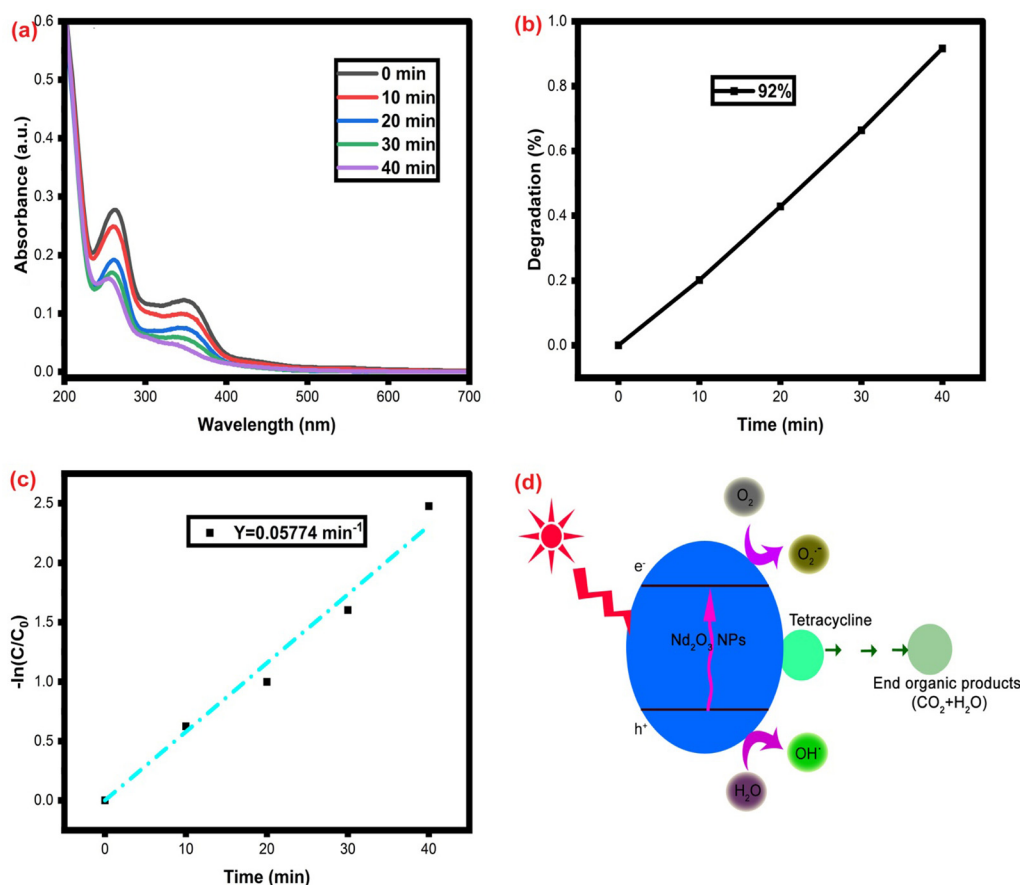 (a)
0.6
0.5
0.4
0.3
0.2
0.1
0.0
Absorbance (a.u.)
0 min
10 min
20 min
30 min
40 min
200 300 400 500 600 700
Wavelength (nm)
(b)
1.0
0.8
0.6
0.4
0.2
0.0
Degradation (%)
92%
0 10 20 30 40
Time (min)
(c)
2.5
2.0
1.5
1.0
0.5
0.0
-ln(C/C₀)
Y=0.05774 min⁻¹
0 10 20 30 40
Time (min)
(d)
O₂
O₂·⁻
e⁻
Nd₂O₃ NPs
Tetracycline
End organic products
(CO₂+H₂O)
h⁺
OH·
H₂O